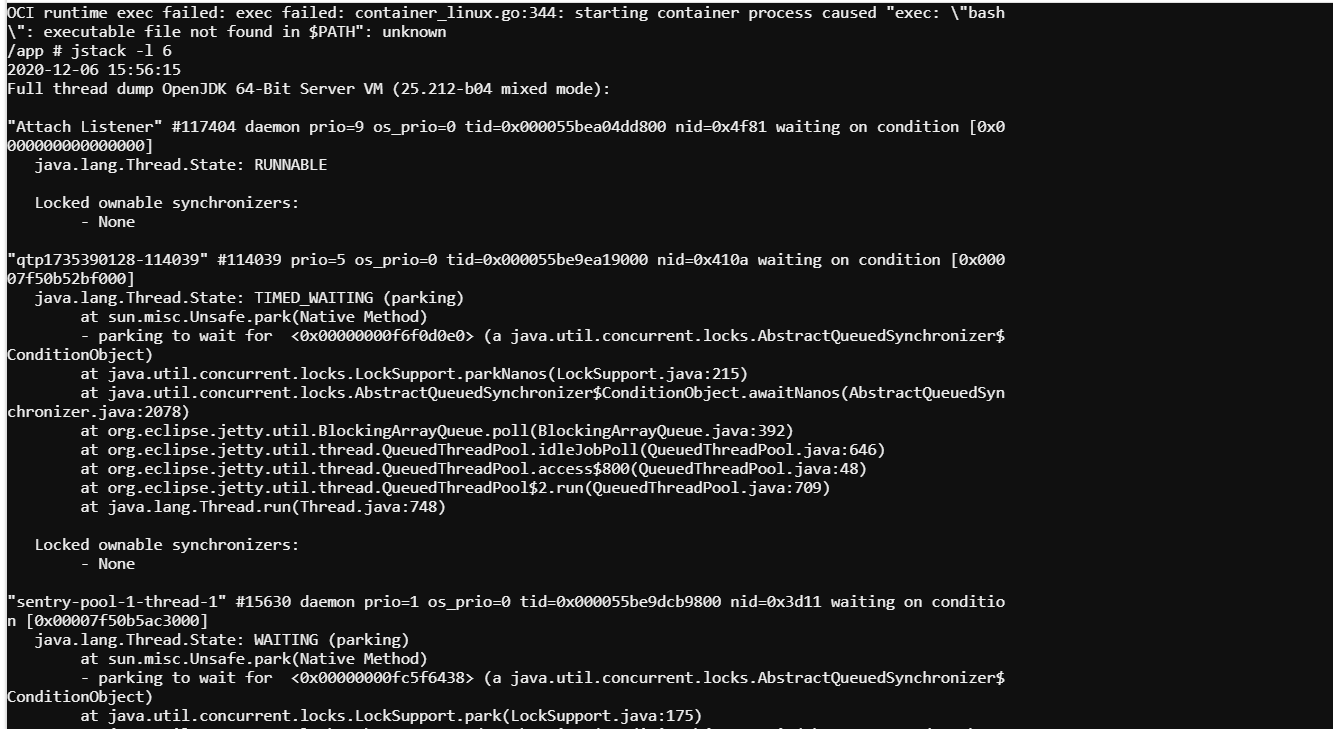 OCI runtime exec failed: exec failed: container_linux.go:344: starting container process caused "exec: \"bash
\": executable file not found in $PATH": unknown
/app # jstack -l 6
2020-12-06 15:56:15
Full thread dump OpenJDK 64-Bit Server VM (25.212-b04 mixed mode):

"Attach Listener" #117404 daemon prio=9 os_prio=0 tid=0x000055bea04dd800 nid=0x4f81 waiting on condition [0x0
000000000000000]
   java.lang.Thread.State: RUNNABLE

   Locked ownable synchronizers:
        - None

"qtp1735390128-114039" #114039 prio=5 os_prio=0 tid=0x000055be9ea19000 nid=0x410a waiting on condition [0x000
07f50b52bf000]
   java.lang.Thread.State: TIMED_WAITING (parking)
        at sun.misc.Unsafe.park(Native Method)
        - parking to wait for  <0x00000000f6f0d0e0> (a java.util.concurrent.locks.AbstractQueuedSynchronizer$
ConditionObject)
        at java.util.concurrent.locks.LockSupport.parkNanos(LockSupport.java:215)
        at java.util.concurrent.locks.AbstractQueuedSynchronizer$ConditionObject.awaitNanos(AbstractQueuedSyn
chronizer.java:2078)
        at org.eclipse.jetty.util.BlockingArrayQueue.poll(BlockingArrayQueue.java:392)
        at org.eclipse.jetty.util.thread.QueuedThreadPool.idleJobPoll(QueuedThreadPool.java:646)
        at org.eclipse.jetty.util.thread.QueuedThreadPool.access$800(QueuedThreadPool.java:48)
        at org.eclipse.jetty.util.thread.QueuedThreadPool$2.run(QueuedThreadPool.java:709)
        at java.lang.Thread.run(Thread.java:748)

   Locked ownable synchronizers:
        - None

"sentry-pool-1-thread-1" #15630 daemon prio=1 os_prio=0 tid=0x000055be9dcb9800 nid=0x3d11 waiting on conditio
n [0x00007f50b5ac3000]
   java.lang.Thread.State: WAITING (parking)
        at sun.misc.Unsafe.park(Native Method)
        - parking to wait for  <0x00000000fc5f6438> (a java.util.concurrent.locks.AbstractQueuedSynchronizer$
ConditionObject)
        at java.util.concurrent.locks.LockSupport.park(LockSupport.java:175)